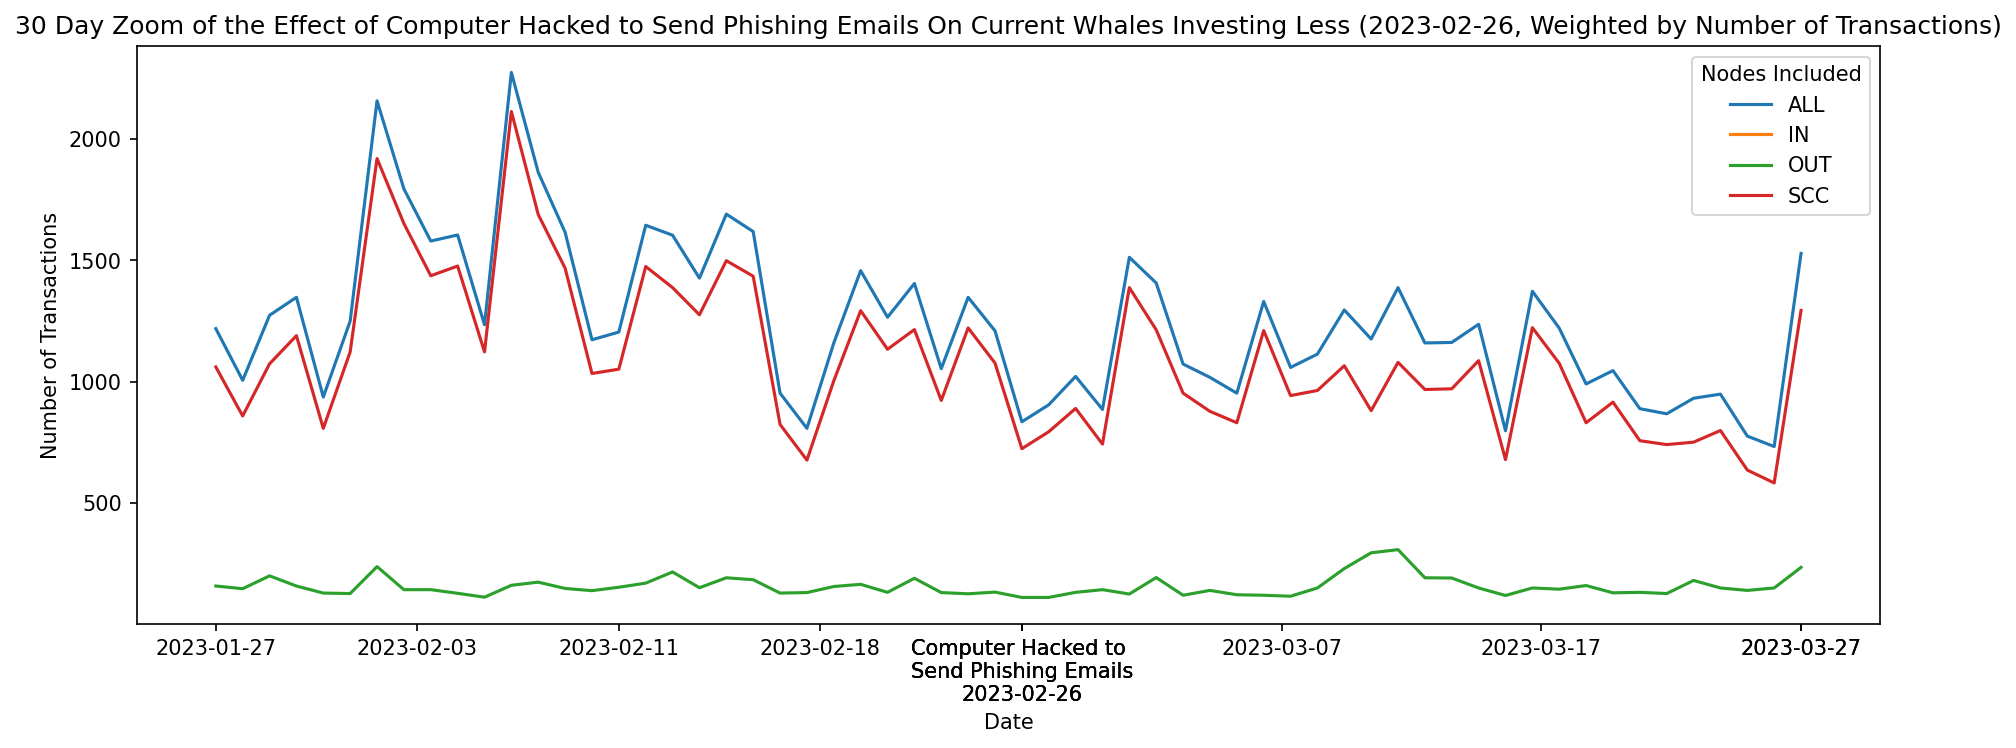 30 Day Zoom of the Effect of Computer Hacked to Send Phishing Emails On Current Whales Investing Less (2023-02-26, Weighted by Number of Transactions)
Nodes Included
ALL
IN
OUT
SCC
Number of Transactions
2000
1500
1000
500
2023-01-27
2023-02-03
2023-02-11
2023-02-18
Computer Hacked to
Send Phishing Emails
2023-02-26
2023-03-07
2023-03-17
2023-03-27
Date